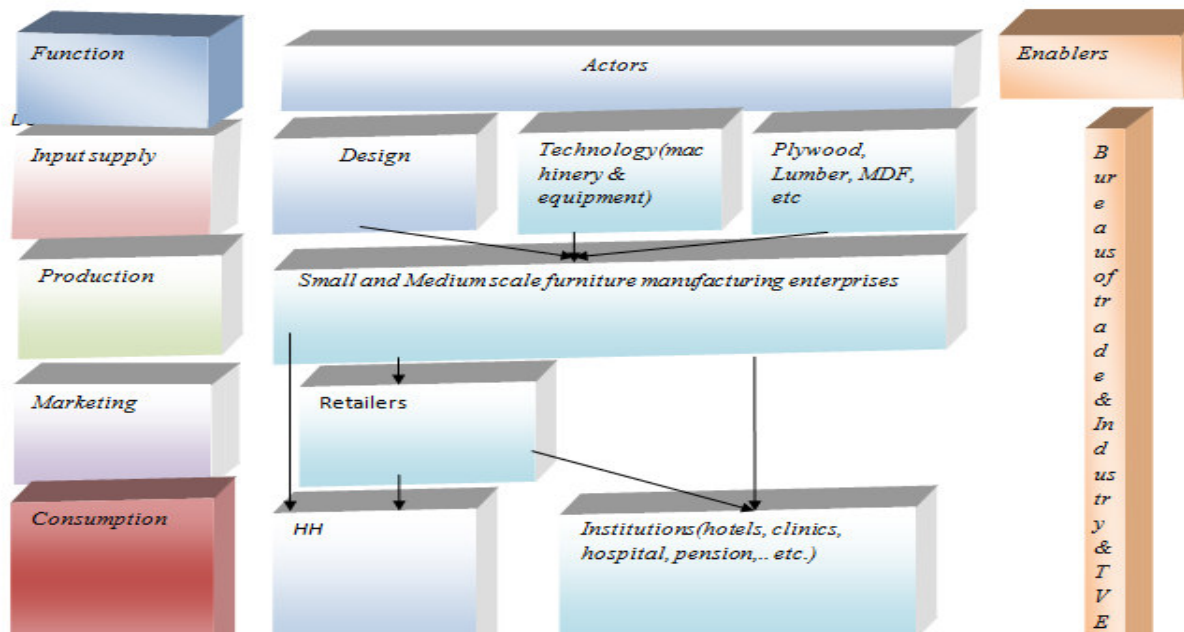 Function
Actors
Enablers
Input supply
Design
Technology(mac
hinery &
equipment)
Plywood,
Lumber, MDF,
etc
Production
Small and Medium scale furniture manufacturing enterprises
Marketing
Retailers
Consumption
HH
Institutions(hotels, clinics,
hospital, pension,.. etc.)
B
ur
e
a
us
of
tr
a
d
e
&
In
d
us
tr
y
&
T
V
E